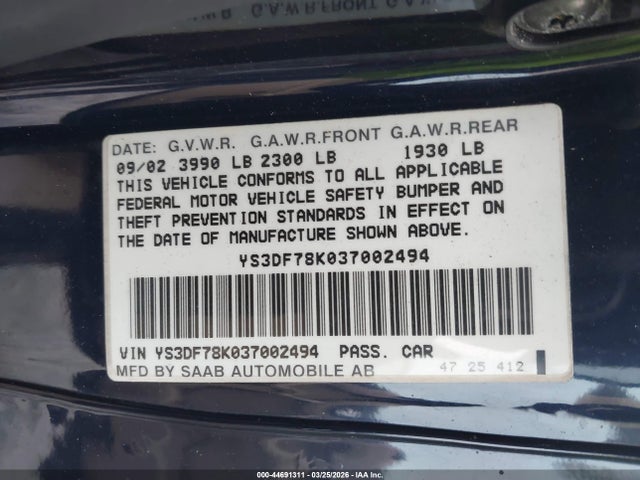 DATE: G.V.W.R. G.A.W.R.FRONT G.A.W.R.REAR
09/02 3990 LB 2300 LB 1930 LB
THIS VEHICLE CONFORMS TO ALL APPLICABLE
FEDERAL MOTOR VEHICLE SAFETY BUMPER AND
THEFT PREVENTION STANDARDS IN EFFECT ON
THE DATE OF MANUFACTURE SHOWN ABOVE.
YS3DF78K037002494
VIN YS3DF78K037002494 PASS. CAR
MFD BY SAAB AUTOMOBILE AB 47 25 412
000-44691311 - 03/25/2026 - IAAI Inc.